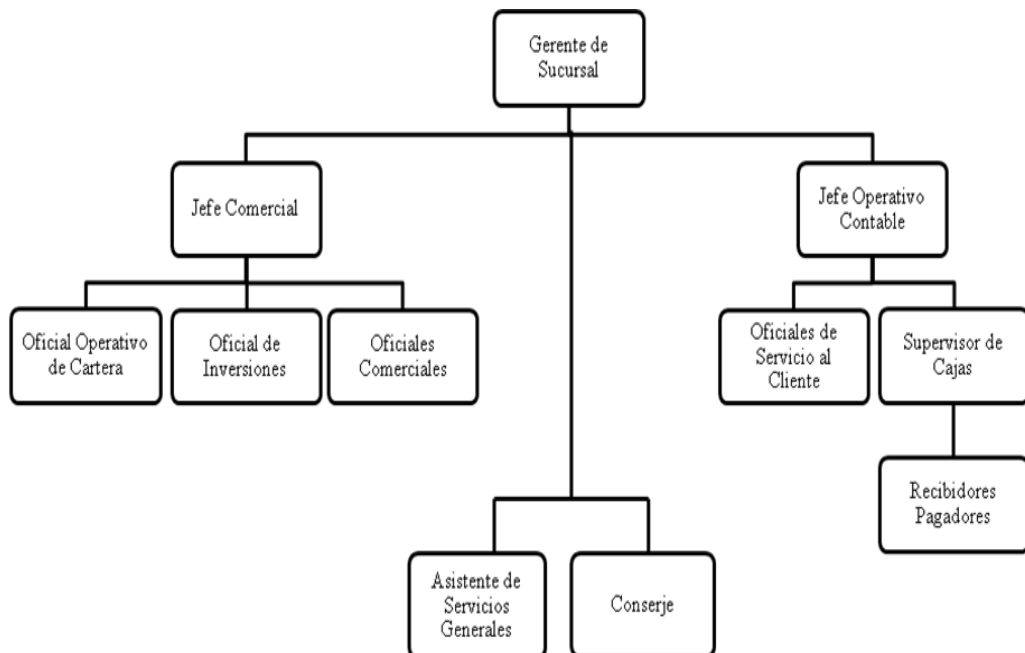 Gerente de
Sucursal
Jefe Comercial
Jefe Operativo
Contable
Oficial Operativo
de Cartera
Oficial de
Inversiones
Oficiales
Comerciales
Oficiales de
Servicio al
Cliente
Supervisor de
Cajas
Recibidores
Pagadores
Asistente de
Servicios
Generales
Conserje